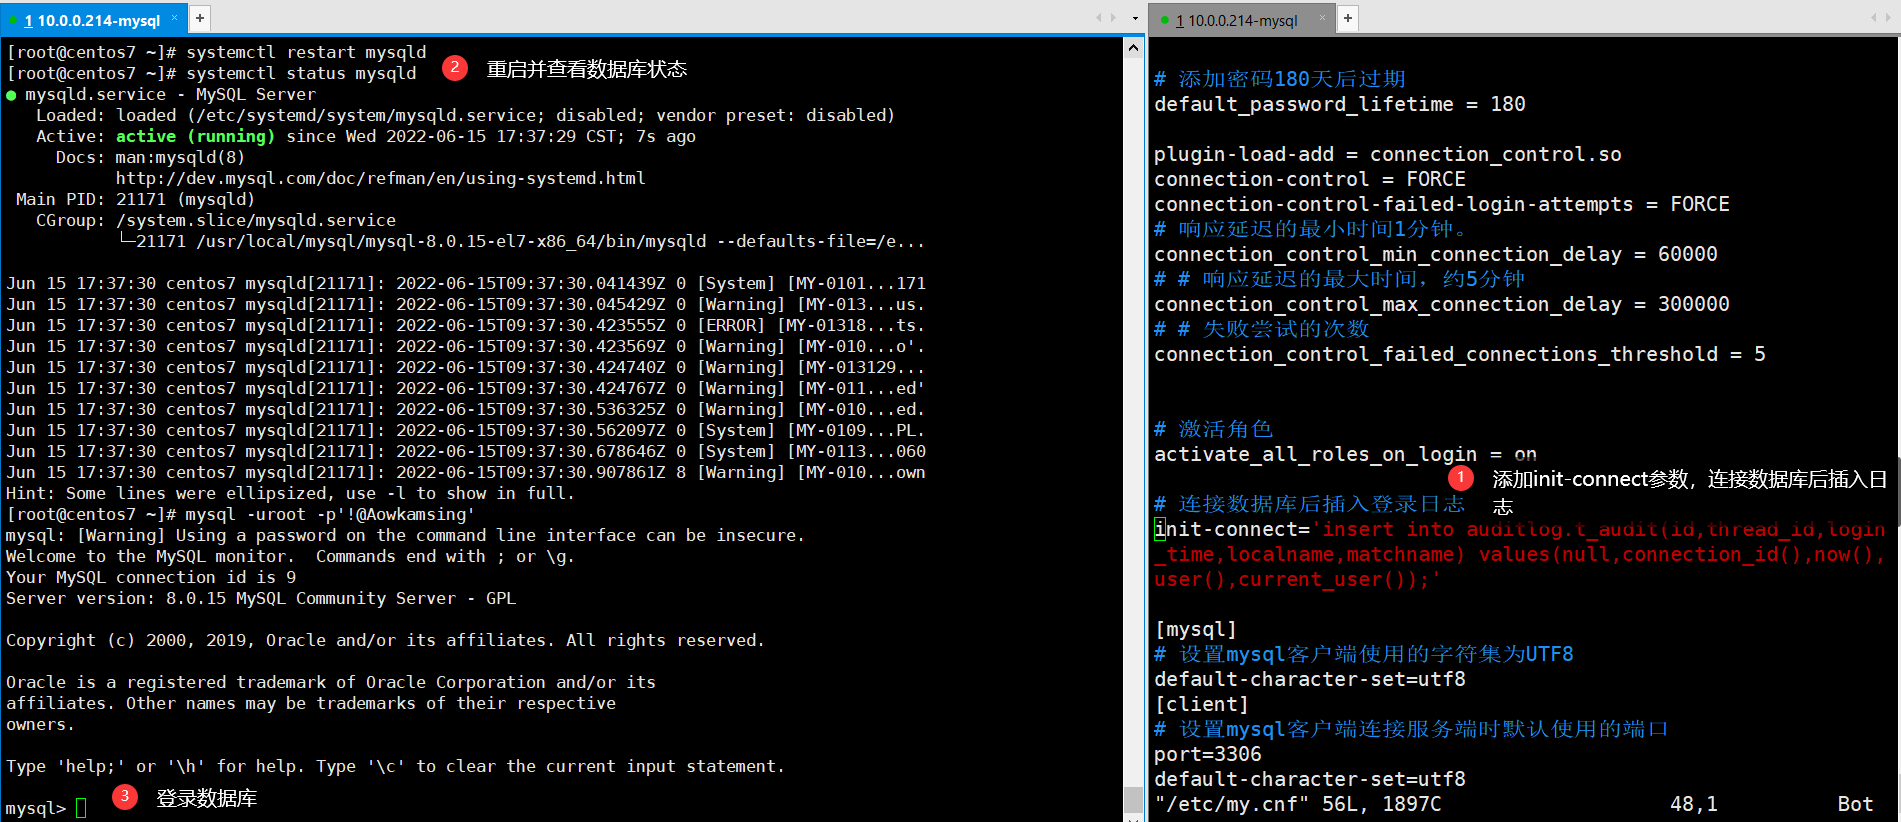 1 10.0.0.214-mysql × +
[root@centos7 ~]# systemctl restart mysqld
[root@centos7 ~]# systemctl status mysqld
2 重启并查看数据库状态
● mysqld.service - MySQL Server
Loaded: loaded (/etc/systemd/system/mysqld.service; disabled; vendor preset: disabled)
Active: active (running) since Wed 2022-06-15 17:37:29 CST; 7s ago
Docs: man:mysqld(8)
http://dev.mysql.com/doc/refman/en/using-systemd.html
Main PID: 21171 (mysqld)
CGroup: /system.slice/mysqld.service
└─21171 /usr/local/mysql/mysql-8.0.15-el7-x86_64/bin/mysqld --defaults-file=/e...
Jun 15 17:37:30 centos7 mysqld[21171]: 2022-06-15T09:37:30.041439Z 0 [System] [MY-0101...171
Jun 15 17:37:30 centos7 mysqld[21171]: 2022-06-15T09:37:30.045429Z 0 [Warning] [MY-013...us.
Jun 15 17:37:30 centos7 mysqld[21171]: 2022-06-15T09:37:30.423555Z 0 [ERROR] [MY-01318...ts.
Jun 15 17:37:30 centos7 mysqld[21171]: 2022-06-15T09:37:30.423569Z 0 [Warning] [MY-010...o'.
Jun 15 17:37:30 centos7 mysqld[21171]: 2022-06-15T09:37:30.424740Z 0 [Warning] [MY-013129...
Jun 15 17:37:30 centos7 mysqld[21171]: 2022-06-15T09:37:30.424767Z 0 [Warning] [MY-011...ed'
Jun 15 17:37:30 centos7 mysqld[21171]: 2022-06-15T09:37:30.536325Z 0 [Warning] [MY-010...ed.
Jun 15 17:37:30 centos7 mysqld[21171]: 2022-06-15T09:37:30.562097Z 0 [System] [MY-0109...PL.
Jun 15 17:37:30 centos7 mysqld[21171]: 2022-06-15T09:37:30.678646Z 0 [System] [MY-0113...060
Jun 15 17:37:30 centos7 mysqld[21171]: 2022-06-15T09:37:30.907861Z 8 [Warning] [MY-010...own
Hint: Some lines were ellipsized, use -l to show in full.
[root@centos7 ~]# mysql -uroot -p'!@Aowkamsing'
mysql: [Warning] Using a password on the command line interface can be insecure.
Welcome to the MySQL monitor.  Commands end with ; or \g.
Your MySQL connection id is 9
Server version: 8.0.15 MySQL Community Server - GPL
Copyright (c) 2000, 2019, Oracle and/or its affiliates. All rights reserved.
Oracle is a registered trademark of Oracle Corporation and/or its
affiliates. Other names may be trademarks of their respective
owners.
Type 'help;' or '\h' for help. Type '\c' to clear the current input statement.
mysql>
3 登录数据库
1 10.0.0.214-mysql × +
# 添加密码180天后过期
default_password_lifetime = 180
plugin-load-add = connection_control.so
connection-control = FORCE
connection-control-failed-login-attempts = FORCE
# 响应延迟的最小时间1分钟。
connection_control_min_connection_delay = 60000
# # 响应延迟的最大时间，约5分钟
connection_control_max_connection_delay = 300000
# # 失败尝试的次数
connection_control_failed_connections_threshold = 5
# 激活角色
activate_all_roles_on_login = on
1 添加init-connect参数，连接数据库后插入日
志
# 连接数据库后插入登录日志
init-connect='insert into auditlog.t_audit(id,thread_id,login
_time,localname,matchname) values(null,connection_id(),now(),
user(),current_user());'
[mysql]
# 设置mysql客户端使用的字符集为UTF8
default-character-set=utf8
[client]
# 设置mysql客户端连接服务端时默认使用的端口
port=3306
default-character-set=utf8
"/etc/my.cnf" 56L, 1897C 48,1 Bot